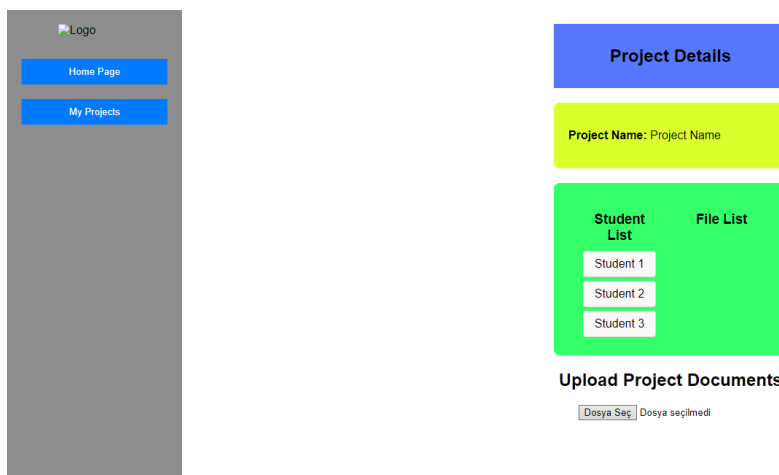 Logo
Home Page
My Projects
Project Details
Project Name: Project Name
Student
List
File List
Student 1
Student 2
Student 3
Upload Project Documents
Dosya Seç Dosya seçilmedi